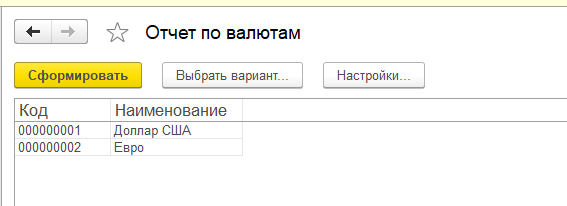 Отчет по валютам
Сформировать Выбрать вариант... Настройки...
Код Наименование
000000001 Доллар США
000000002 Евро